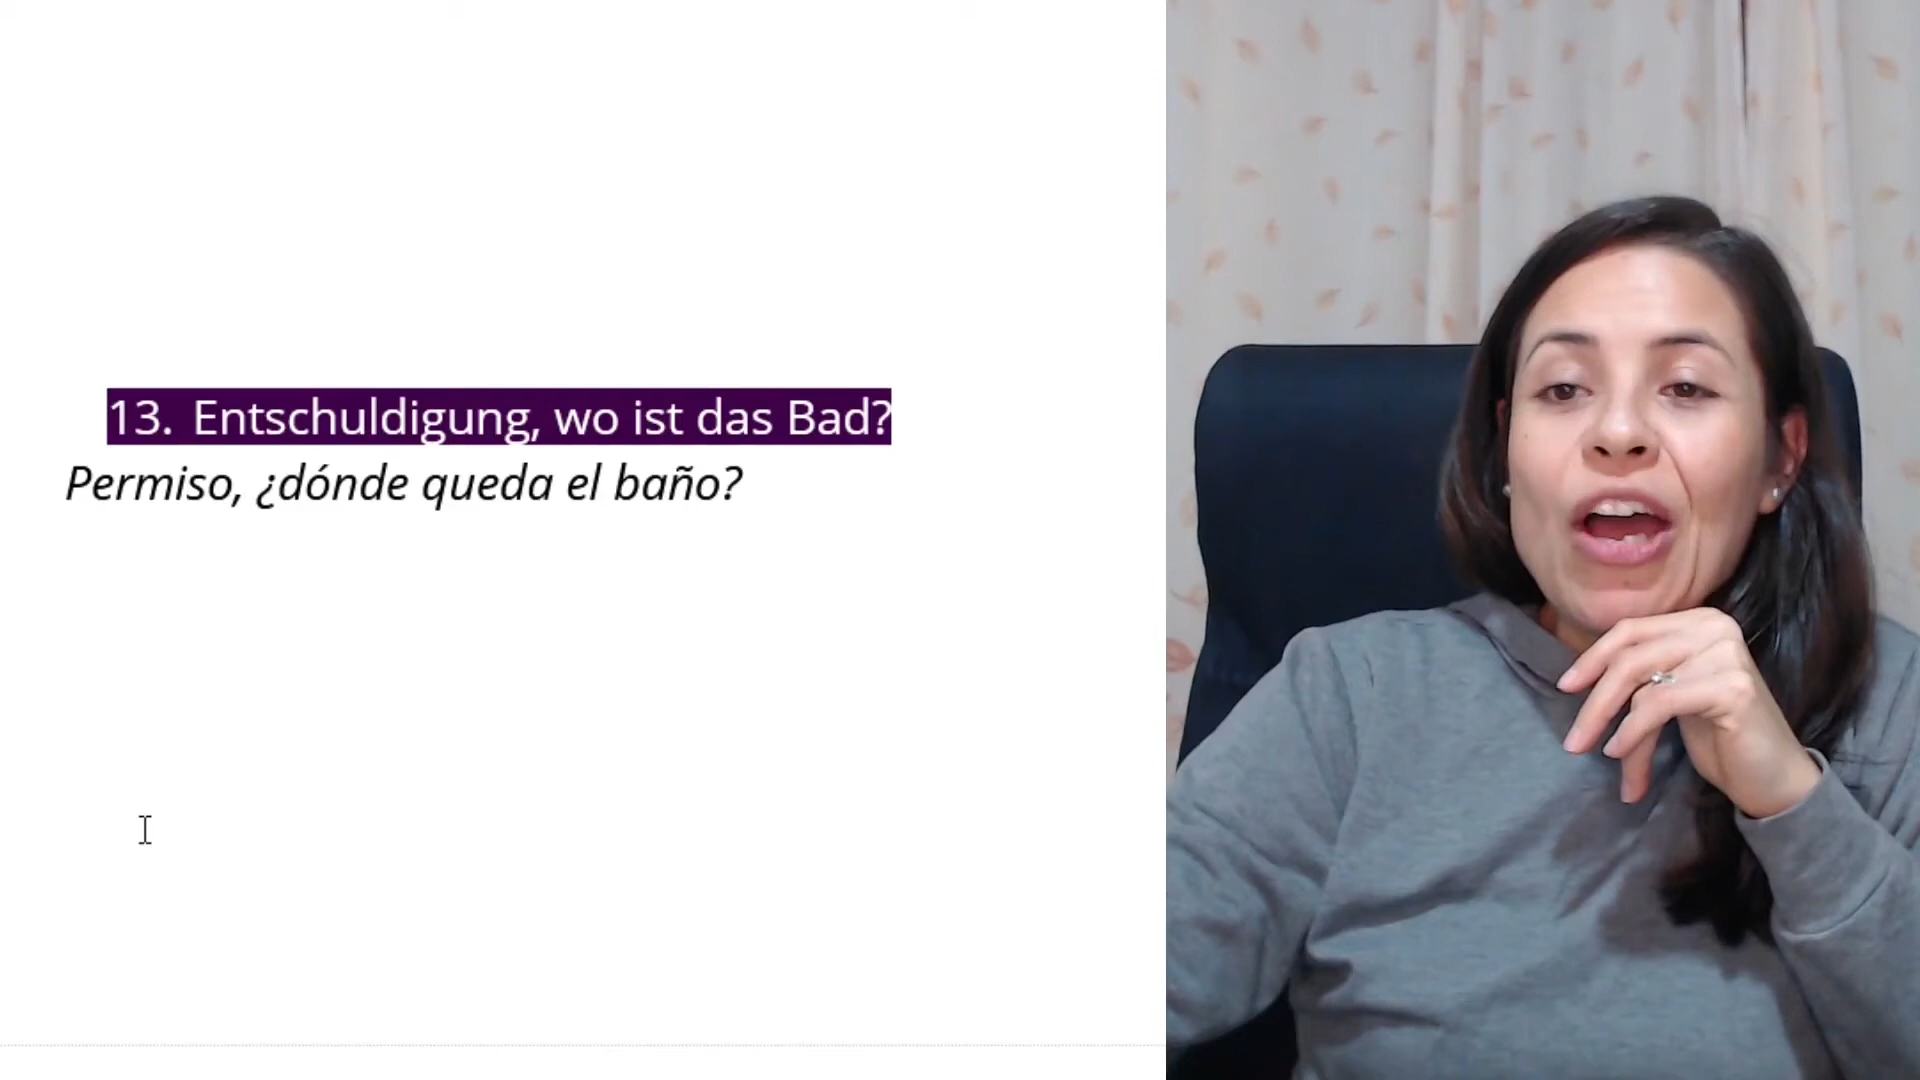 13. Entschuldigung, wo ist das Bad?
Permiso, ¿dónde queda el baño?